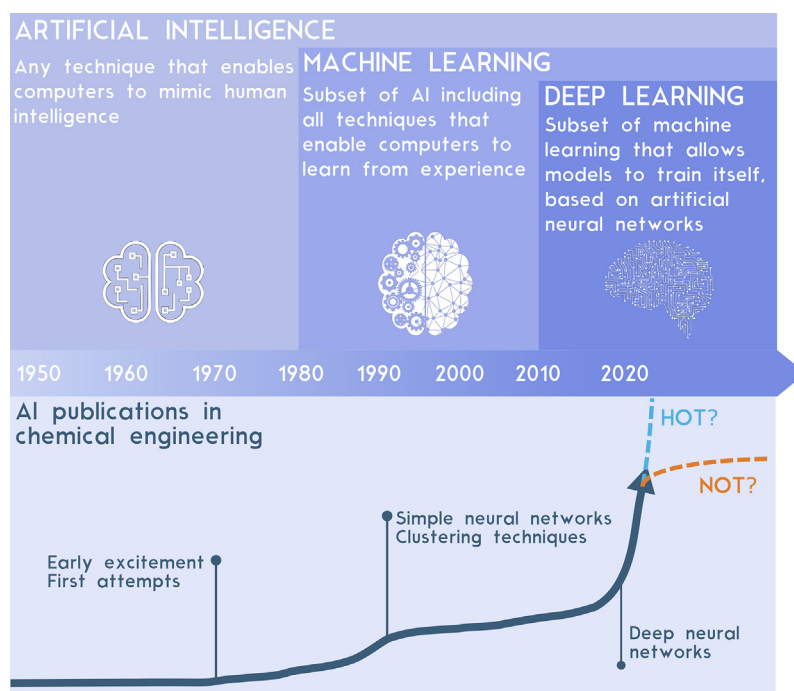 ARTIFICIAL INTELLIGENCE
Any technique that enables
computers to mimic human
intelligence
MACHINE LEARNING
Subset of AI including
all techniques that
enable computers to
learn from experience
DEEP LEARNING
Subset of machine
learning that allows
models to train itself,
based on artificial
neural networks
1950 1960 1970 1980 1990 2000 2010 2020
AI publications in
chemical engineering
HOT?
NOT?
Simple neural networks
Clustering techniques
Early excitement
First attempts
Deep neural
networks